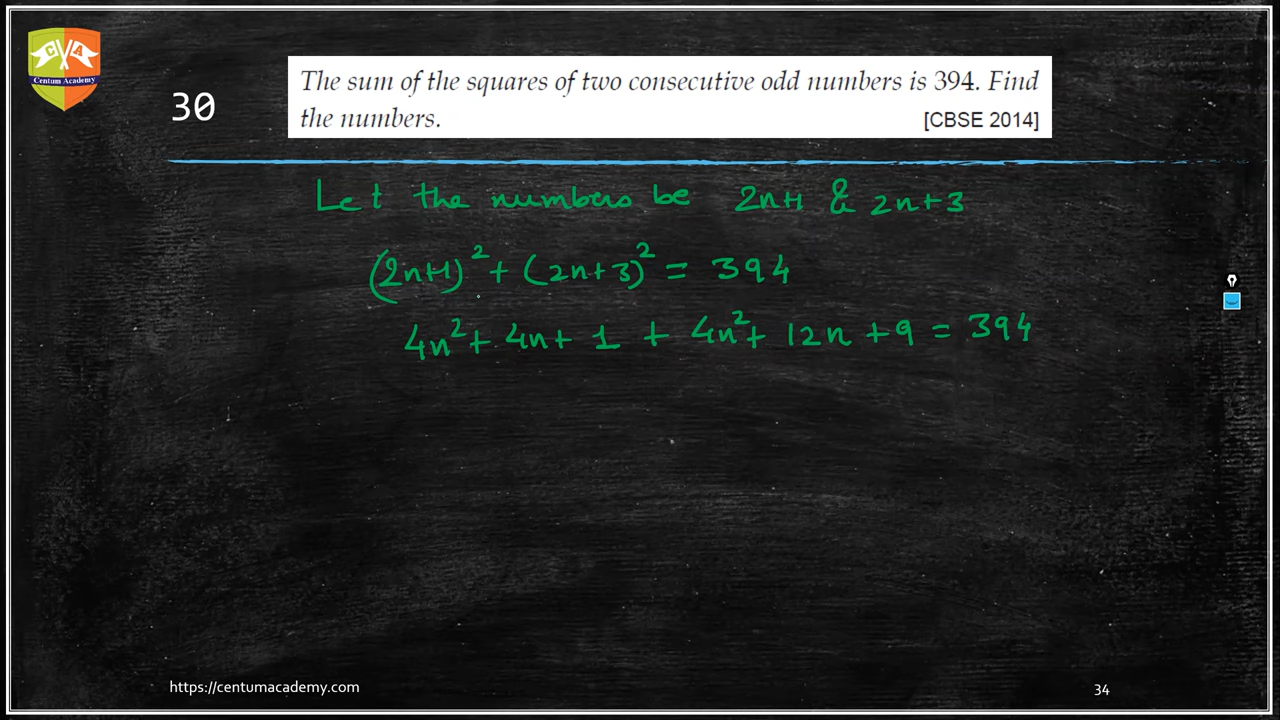 C A
Centum Academy
30
The sum of the squares of two consecutive odd numbers is 394. Find
the numbers. [CBSE 2014]
Let the numbers be 2n+1 & 2n+3
(2n+1)² + (2n+3)² = 394
4n² + 4n + 1 + 4n² + 12n + 9 = 394
https://centumacademy.com
34